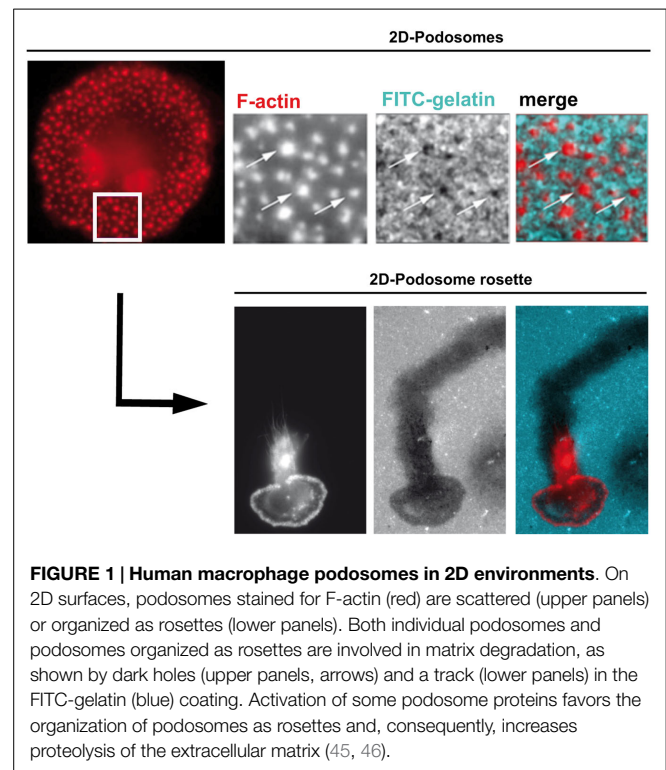 2D-Podosomes
F-actin FITC-gelatin merge
2D-Podosome rosette
FIGURE 1 | Human macrophage podosomes in 2D environments. On
2D surfaces, podosomes stained for F-actin (red) are scattered (upper panels)
or organized as rosettes (lower panels). Both individual podosomes and
podosomes organized as rosettes are involved in matrix degradation, as
shown by dark holes (upper panels, arrows) and a track (lower panels) in the
FITC-gelatin (blue) coating. Activation of some podosome proteins favors the
organization of podosomes as rosettes and, consequently, increases
proteolysis of the extracellular matrix (45, 46).